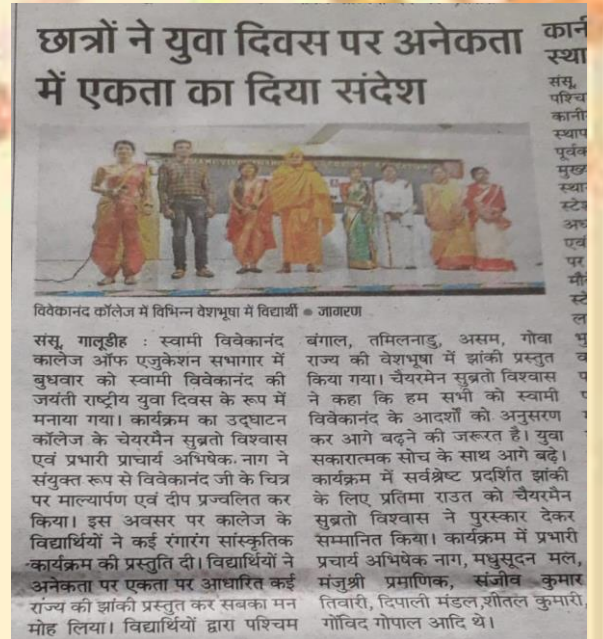 छात्रों ने युवा दिवस पर अनेकता
में एकता का दिया संदेश
विवेकानंद कॉलेज में विभिन्न वेशभूषा में विद्यार्थी ● जागरण
संसू, गालूडीह : स्वामी विवेकानंद
कालेज ऑफ एजुकेशन सभागार में
बुधवार को स्वामी विवेकानंद की
जयंती राष्ट्रीय युवा दिवस के रूप में
मनाया गया। कार्यक्रम का उद्घाटन
कॉलेज के चेयरमैन सुब्रतो विश्वास
एवं प्रभारी प्राचार्य अभिषेक नाग ने
संयुक्त रूप से विवेकानंद जी के चित्र
पर माल्यार्पण एवं दीप प्रज्वलित कर
किया। इस अवसर पर कालेज के
विद्यार्थियों ने कई रंगारंग सांस्कृतिक
कार्यक्रम की प्रस्तुति दी। विद्यार्थियों ने
अनेकता पर एकता पर आधारित कई
राज्य की झांकी प्रस्तुत कर सबका मन
मोह लिया। विद्यार्थियों द्वारा पश्चिम
बंगाल, तमिलनाडु, असम, गोवा
राज्य की वेशभूषा में झांकी प्रस्तुत
किया गया। चैयरमेन सुब्रतो विश्वास
ने कहा कि हम सभी को स्वामी
विवेकानंद के आदर्शों को अनुसरण
कर आगे बढ़ने की जरूरत है। युवा
सकारात्मक सोच के साथ आगे बढ़े।
कार्यक्रम में सर्वश्रेष्ट प्रदर्शित झांकी
के लिए प्रतिमा राउत को चैयरमैन
सुब्रतो विश्वास ने पुरस्कार देकर
सम्मानित किया। कार्यक्रम में प्रभारी
प्रचार्य अभिषेक नाग, मधुसूदन मल,
मंजुश्री प्रमाणिक, संजीव कुमार
तिवारी, दिपाली मंडल,शीतल कुमारी,
गोविंद गोपाल आदि थे।
कानी
स्था
संसू,
पश्चि
कानी
स्थाप
पूर्वक
मुख्य
स्था
स्टे
अध
एवं
पर
मौ
स्टे
ल
भु